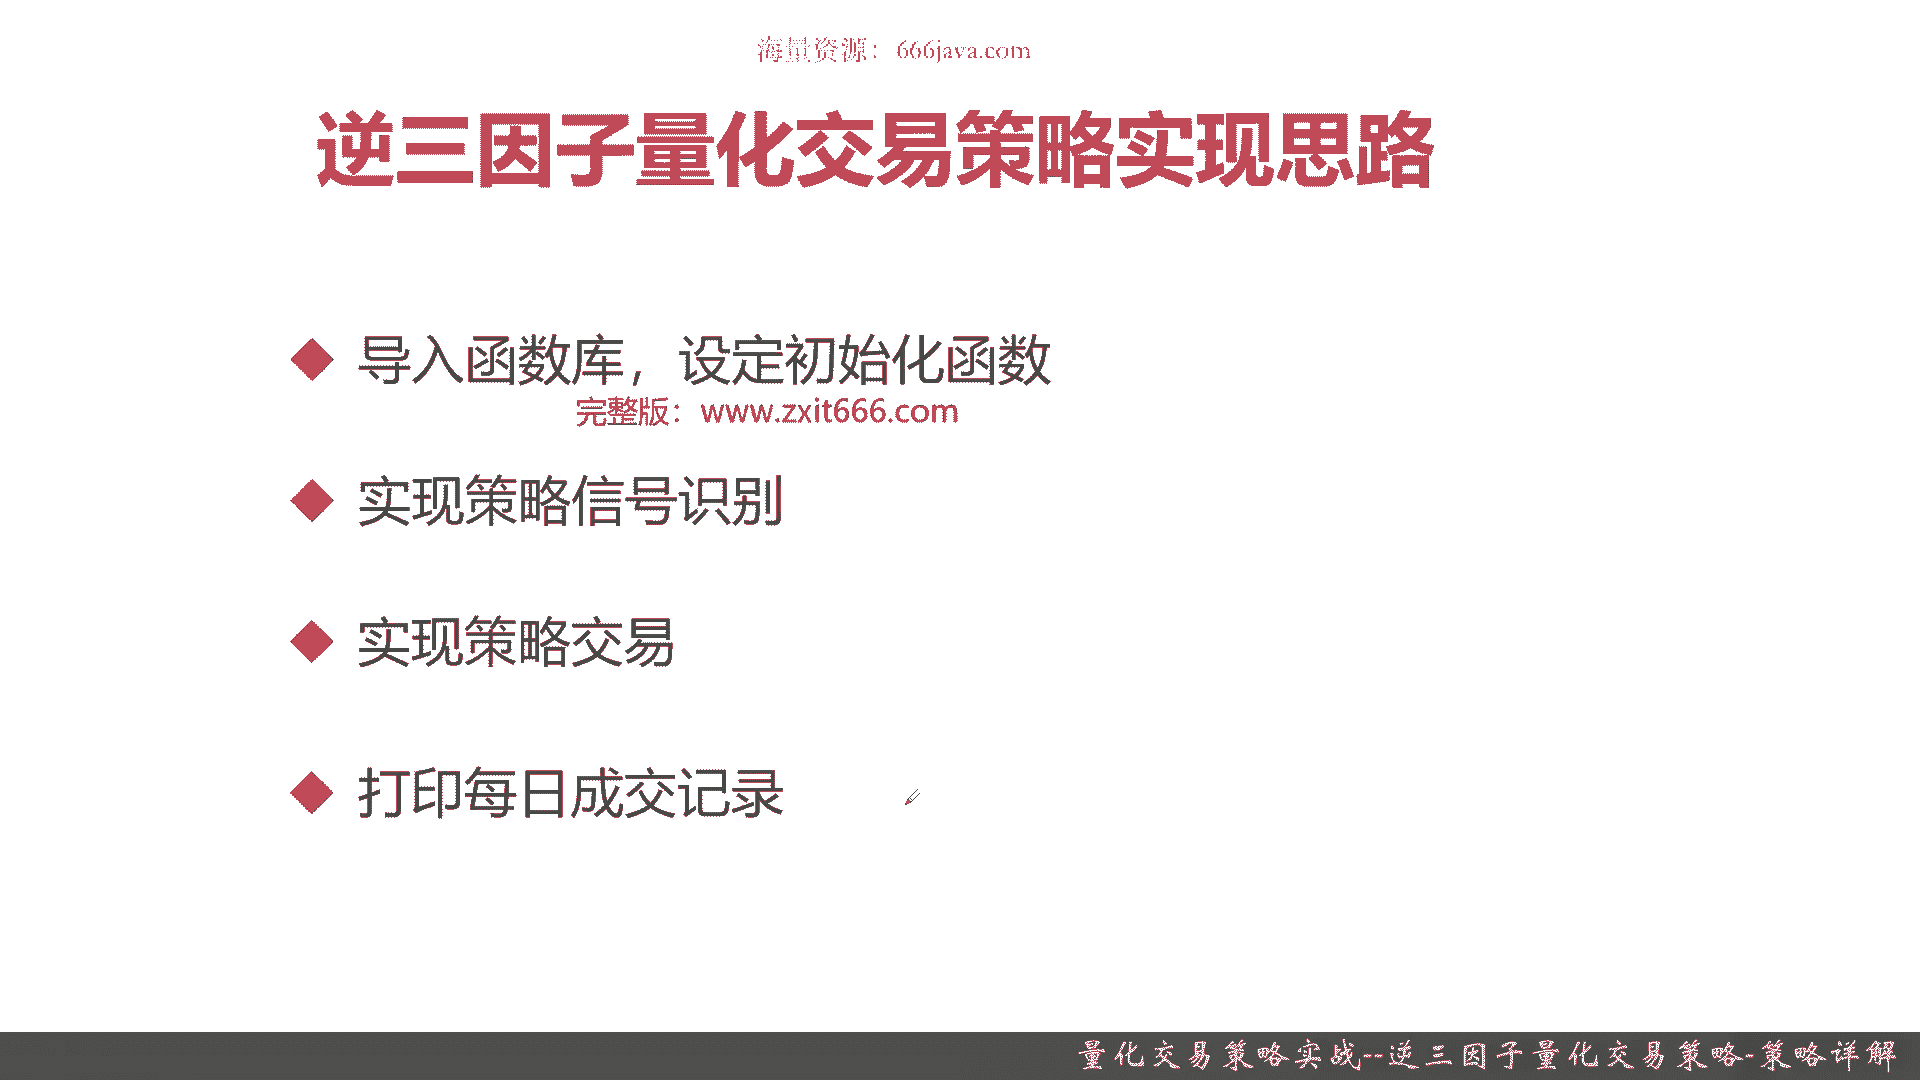 海量资源：666java.com
逆三因子量化交易策略实现思路
导入函数库，设定初始化函数
完整版：www.zxit666.com
实现策略信号识别
实现策略交易
打印每日成交记录
量化交易策略实战--逆三因子量化交易策略-策略详解